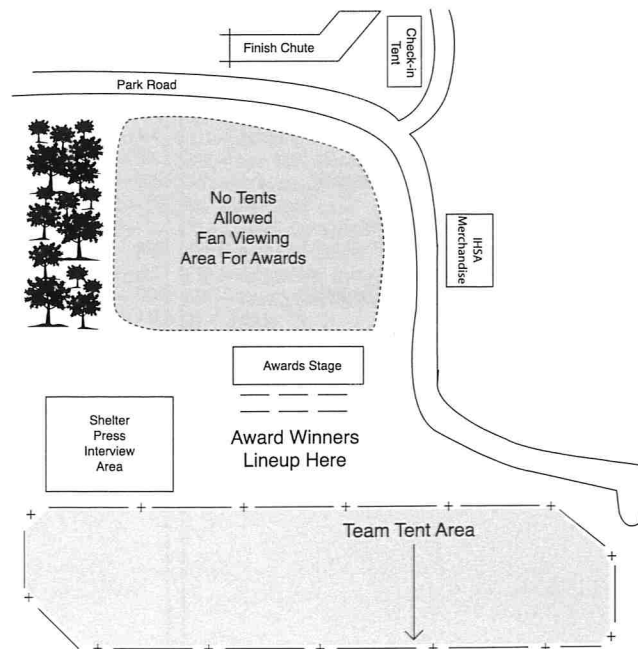 Finish Chute
Check-in
Tent
Park Road
No Tents
Allowed
Fan Viewing
Area For Awards
IHSA
Merchandise
Awards Stage
Shelter
Press
Interview
Area
Award Winners
Lineup Here
Team Tent Area